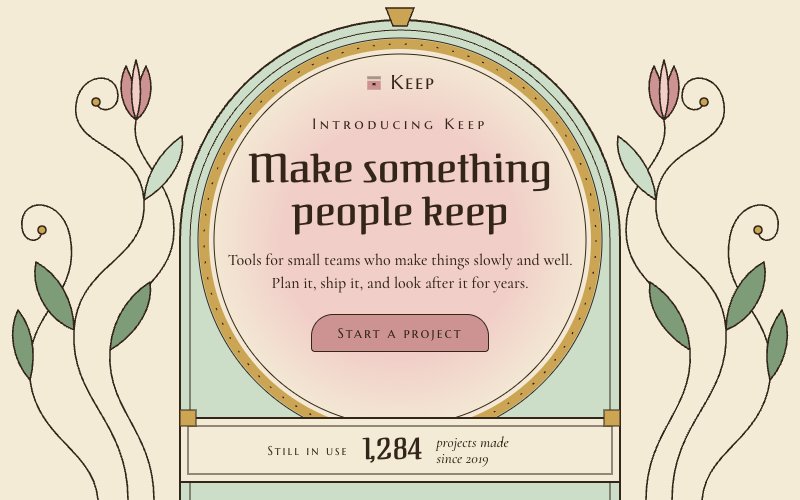 Keep
Introducing Keep
Make something
people keep
Tools for small teams who make things slowly and well.
Plan it, ship it, and look after it for years.
Start a project
Still in use 1,284 projects made
since 2019